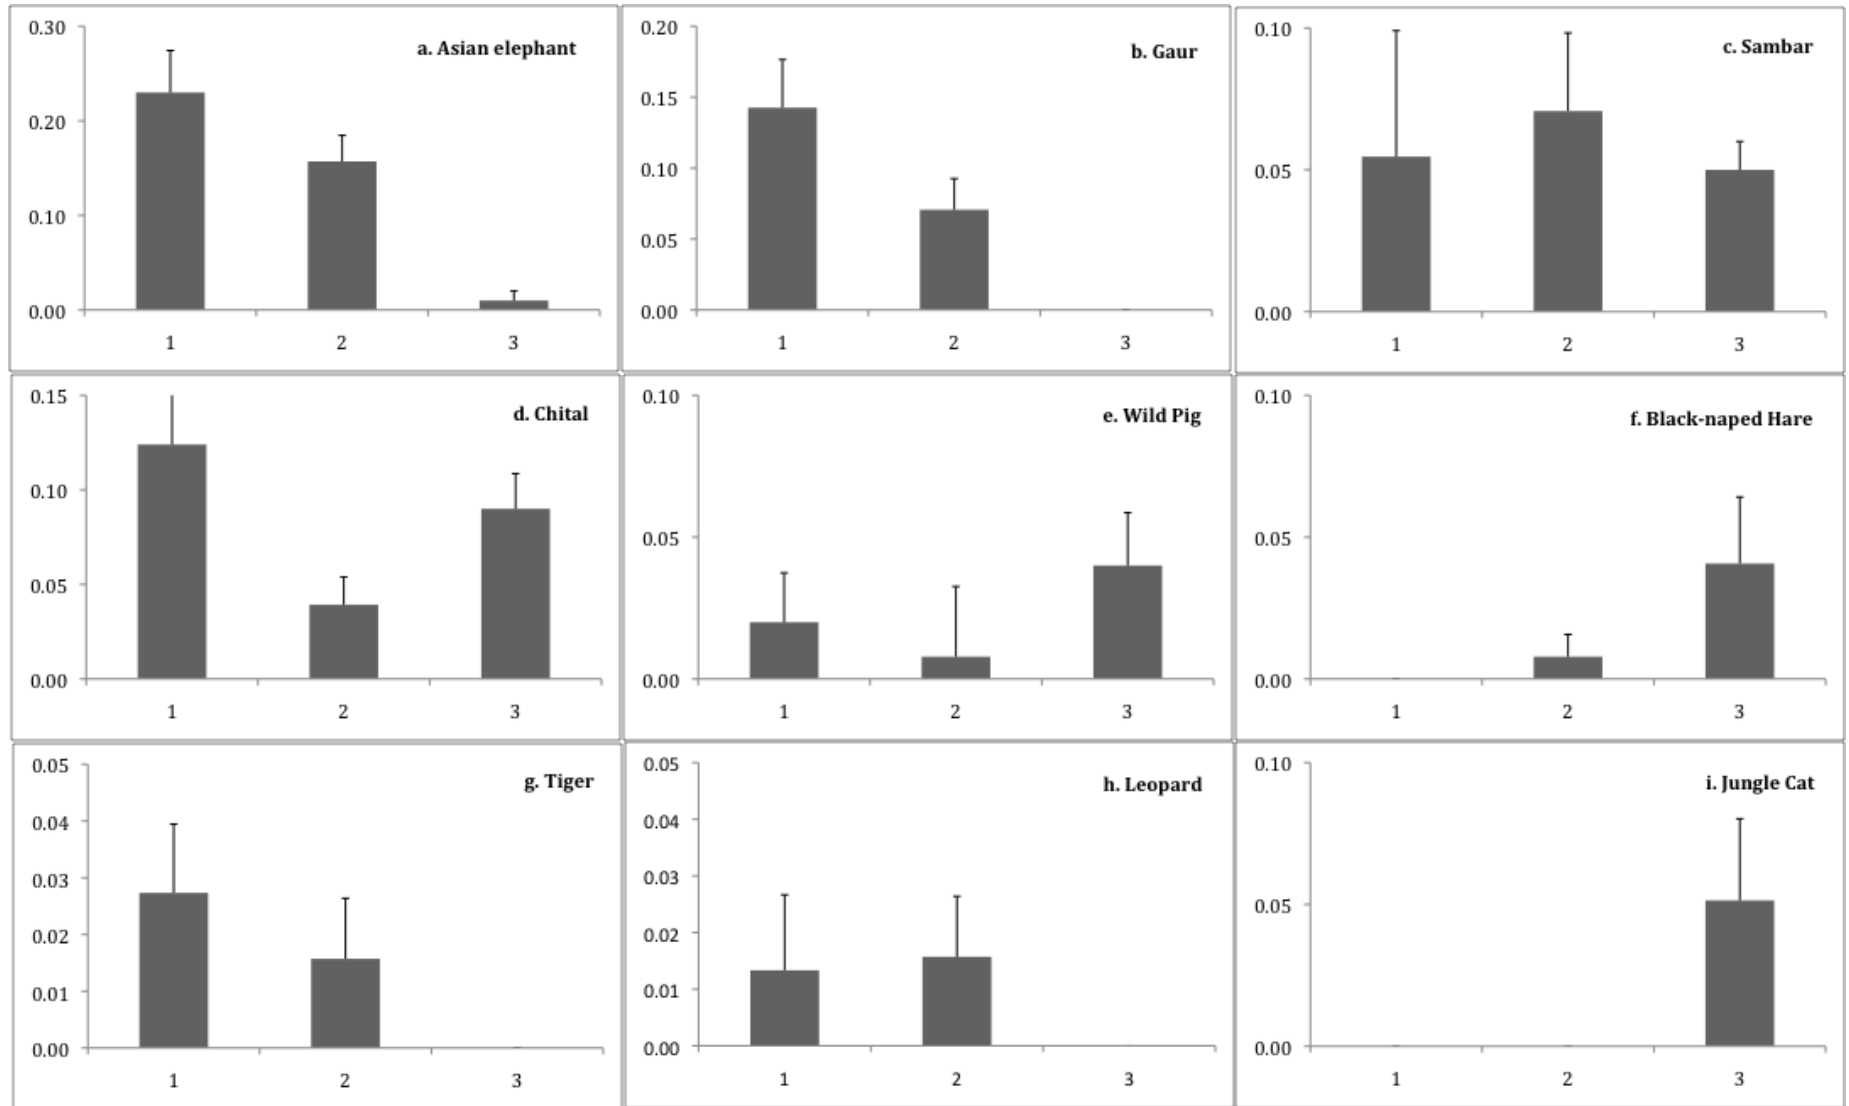 a. Asian elephant
0.30
0.20
0.10
0.00
1 2 3
b. Gaur
0.20
0.15
0.10
0.05
0.00
1 2 3
c. Sambar
0.10
0.05
0.00
1 2 3
d. Chital
0.15
0.10
0.05
0.00
1 2 3
e. Wild Pig
0.10
0.05
0.00
1 2 3
f. Black-naped Hare
0.10
0.05
0.00
1 2 3
g. Tiger
0.05
0.04
0.03
0.02
0.01
0.00
1 2 3
h. Leopard
0.05
0.04
0.03
0.02
0.01
0.00
1 2 3
i. Jungle Cat
0.10
0.05
0.00
1 2 3